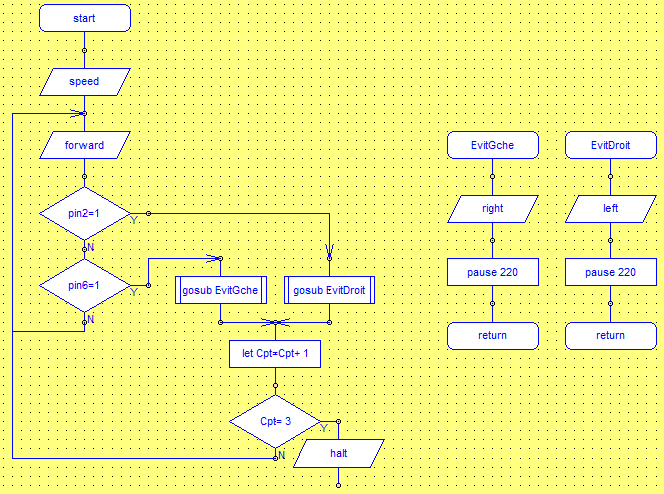 start
speed
forward
pin2=1
Y
N
pin6=1
Y
N
gosub EvitGche
gosub EvitDroit
let Cpt=Cpt+ 1
Cpt= 3
Y
N
halt
EvitGche
right
pause 220
return
EvitDroit
left
pause 220
return